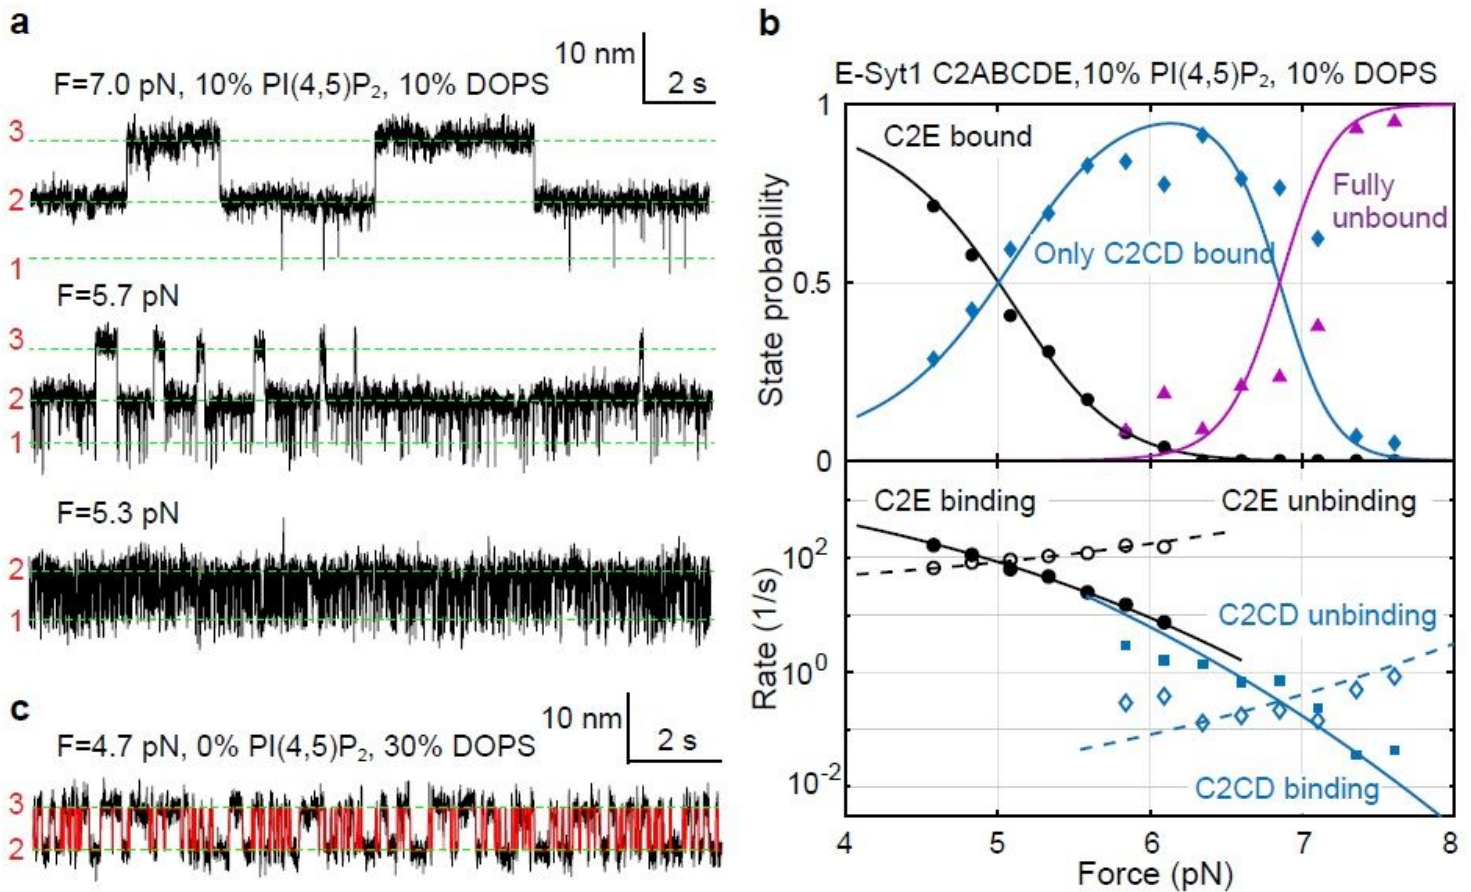 a
10 nm
2 s
F=7.0 pN, 10% PI(4,5)P₂, 10% DOPS
3
2
1
F=5.7 pN
3
2
1
F=5.3 pN
2
1
c
10 nm
2 s
F=4.7 pN, 0% PI(4,5)P₂, 30% DOPS
3
2
b
E-Syt1 C2ABCDE,10% PI(4,5)P₂, 10% DOPS
1
0.5
0
State probability
C2E bound
Only C2CD bound
Fully
unbound
C2E binding
C2E unbinding
C2CD unbinding
C2CD binding
10²
10⁰
10⁻²
Rate (1/s)
4
5
6
7
8
Force (pN)